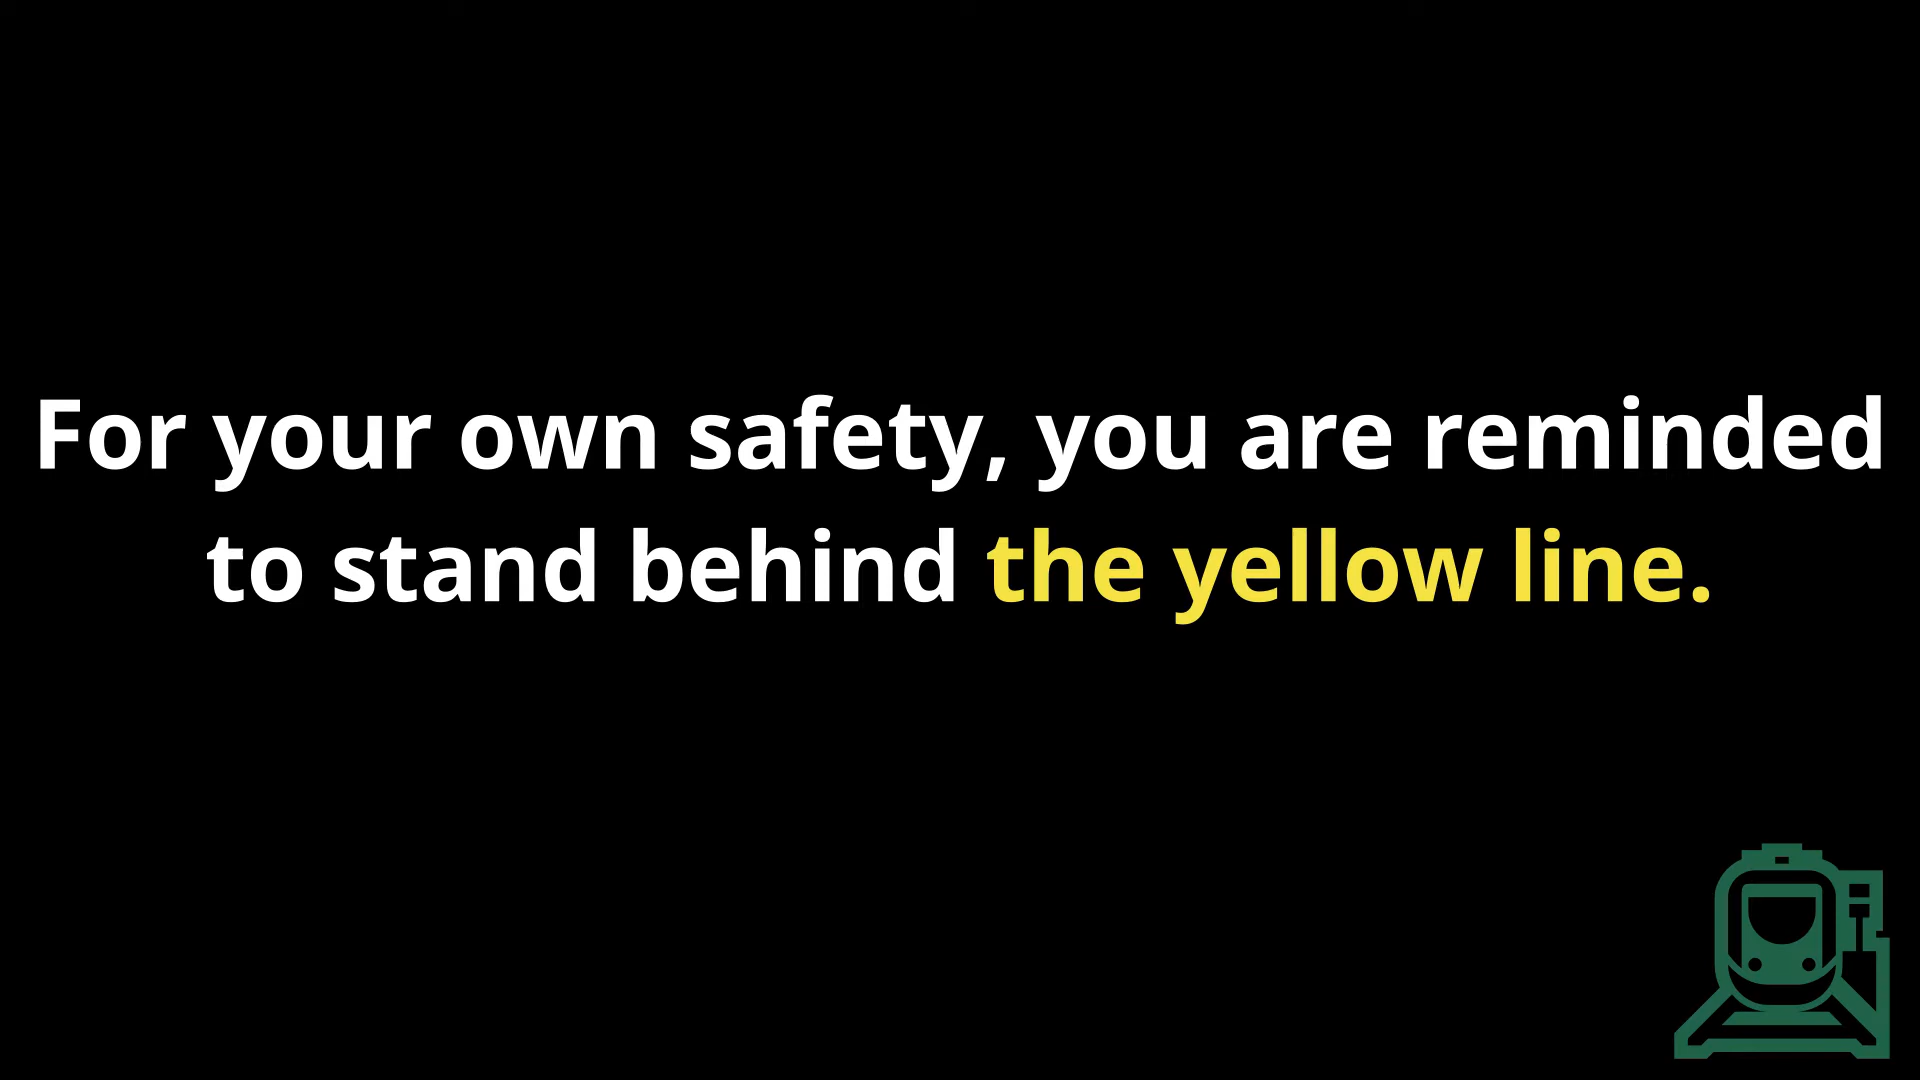 For your own safety, you are reminded
to stand behind the yellow line.